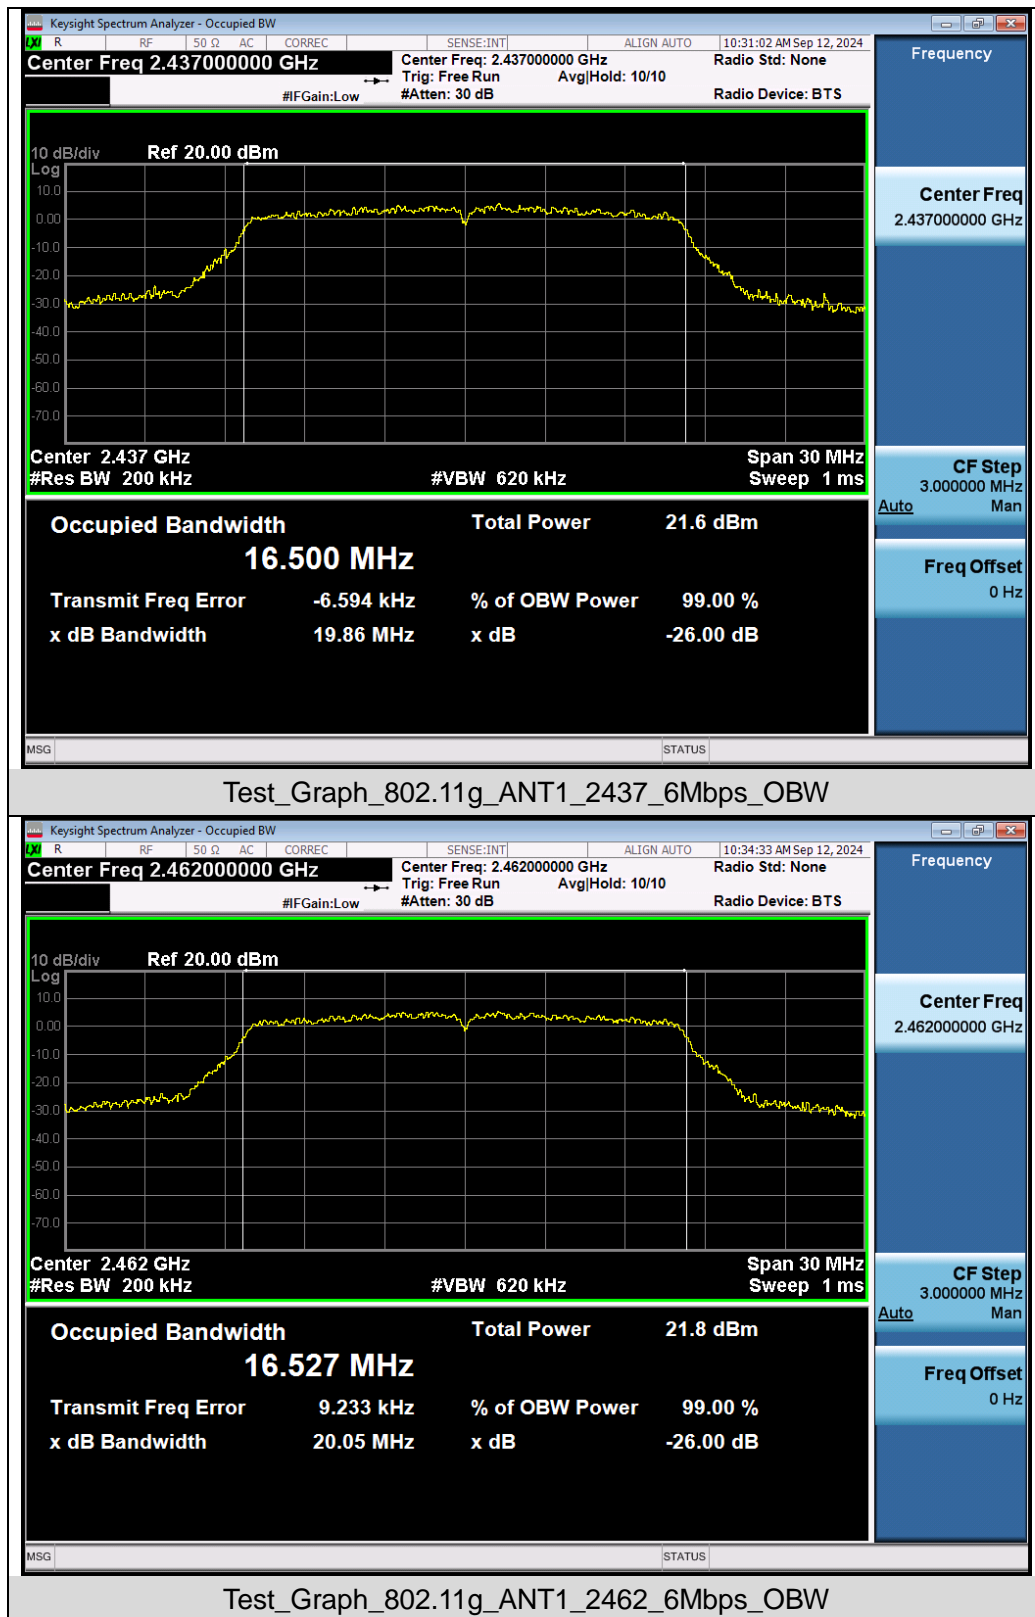 Keysight Spectrum Analyzer - Occupied BW
LXI R RF 50 Ω AC CORREC SENSE:INT ALIGN AUTO 10:31:02 AM Sep 12, 2024
Center Freq 2.437000000 GHz
Center Freq: 2.437000000 GHz
Radio Std: None
Trig: Free Run Avg|Hold: 10/10
#IFGain:Low
#Atten: 30 dB
Radio Device: BTS
10 dB/div Ref 20.00 dBm
Log
10.0
0.00
-10.0
-20.0
-30.0
-40.0
-50.0
-60.0
-70.0
Center 2.437 GHz
Span 30 MHz
#Res BW 200 kHz
#VBW 620 kHz
Sweep 1 ms
Occupied Bandwidth
Total Power 21.6 dBm
16.500 MHz
Transmit Freq Error -6.594 kHz
% of OBW Power 99.00 %
x dB Bandwidth 19.86 MHz
x dB -26.00 dB
MSG
STATUS
Frequency
Center Freq
2.437000000 GHz
CF Step
3.000000 MHz
Auto Man
Freq Offset
0 Hz
Test_Graph_802.11g_ANT1_2437_6Mbps_OBW
Keysight Spectrum Analyzer - Occupied BW
LXI R RF 50 Ω AC CORREC SENSE:INT ALIGN AUTO 10:34:33 AM Sep 12, 2024
Center Freq 2.462000000 GHz
Center Freq: 2.462000000 GHz
Radio Std: None
Trig: Free Run Avg|Hold: 10/10
#IFGain:Low
#Atten: 30 dB
Radio Device: BTS
10 dB/div Ref 20.00 dBm
Log
10.0
0.00
-10.0
-20.0
-30.0
-40.0
-50.0
-60.0
-70.0
Center 2.462 GHz
Span 30 MHz
#Res BW 200 kHz
#VBW 620 kHz
Sweep 1 ms
Occupied Bandwidth
Total Power 21.8 dBm
16.527 MHz
Transmit Freq Error 9.233 kHz
% of OBW Power 99.00 %
x dB Bandwidth 20.05 MHz
x dB -26.00 dB
MSG
STATUS
Frequency
Center Freq
2.462000000 GHz
CF Step
3.000000 MHz
Auto Man
Freq Offset
0 Hz
Test_Graph_802.11g_ANT1_2462_6Mbps_OBW